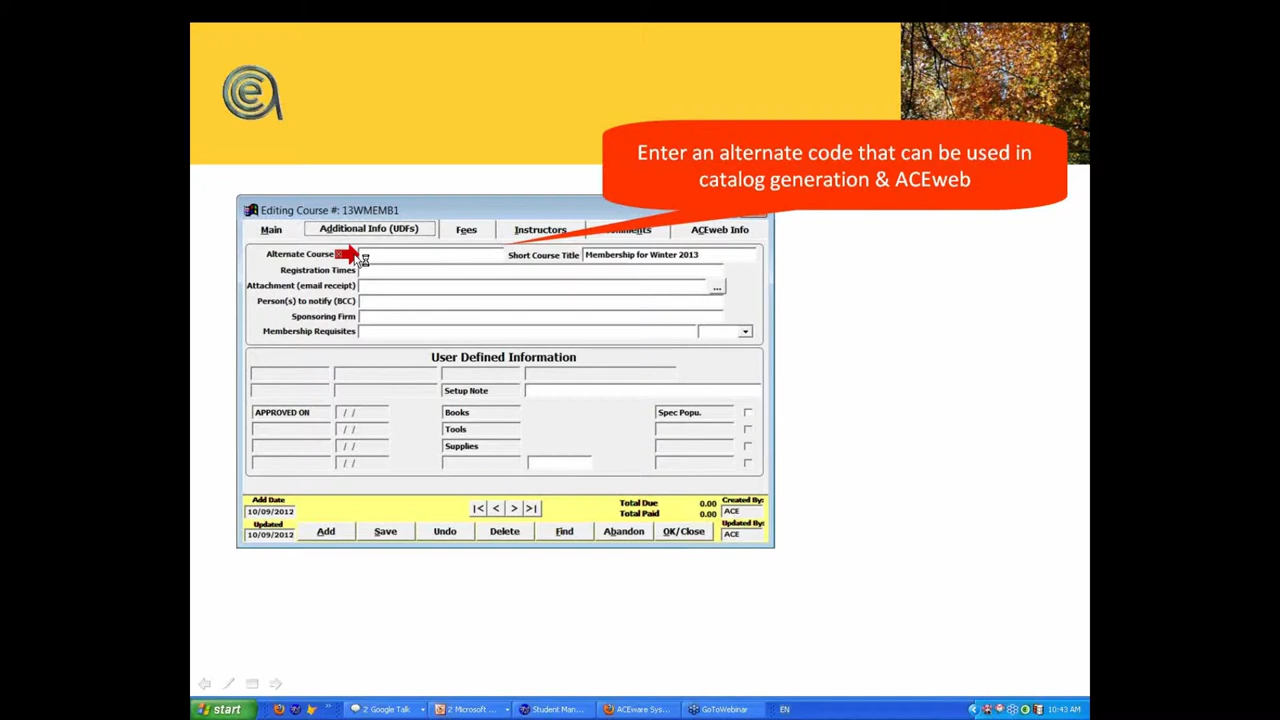 Enter an alternate code that can be used in
catalog generation & ACEweb
Editing Course #: 13WMEMB1
Main
Additional Info (UDFs)
Fees
Instructors
ACEweb Info
Alternate Course
Short Course Title
Membership for Winter 2013
Registration Times
Attachment (email receipt)
...
Person(s) to notify (BCC)
Sponsoring Firm
Membership Requisites
User Defined Information
Setup Note
APPROVED ON
/ /
Books
Spec Popu.
/ /
Tools
/ /
Supplies
/ /
Add Date
10/09/2012
|<
<
>
>|
Total Due
0.00
Created By:
Total Paid
0.00
ACE
Updated
10/09/2012
Add
Save
Undo
Delete
Find
Abandon
OK/Close
Updated By:
ACE
start
2 Google Talk
2 Microsoft ...
Student Man...
ACEware Sys...
GoToWebinar
EN
10:43 AM